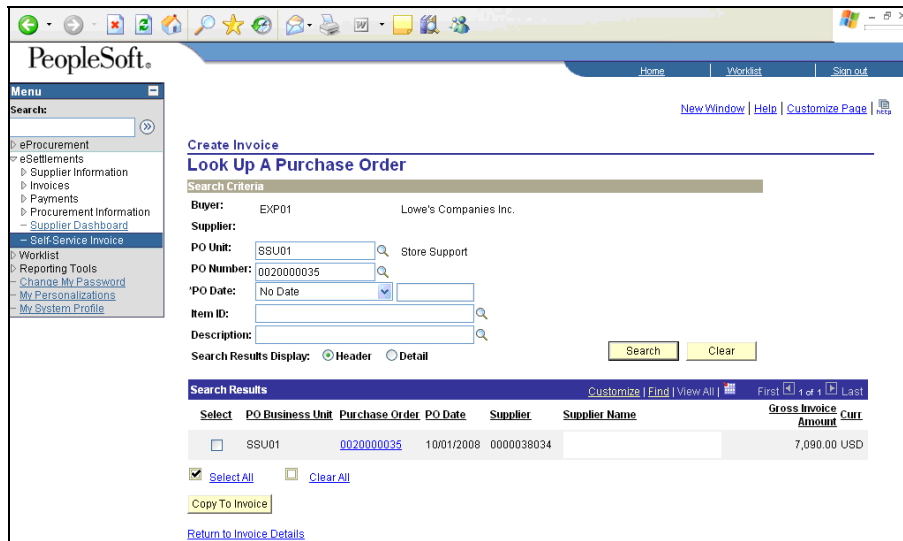 PeopleSoft.
Home Worklist Sign out
Menu
Search:
New Window | Help | Customize Page | http
eProcurement
eSettlements
Supplier Information
Invoices
Payments
Procurement Information
Supplier Dashboard
Self-Service Invoice
Worklist
Reporting Tools
Change My Password
My Personalizations
My System Profile
Create Invoice
Look Up A Purchase Order
Search Criteria
Buyer: EXP01 Lowe's Companies Inc.
Supplier:
PO Unit: SSU01 Store Support
PO Number: 0020000035
*PO Date: No Date
Item ID:
Description:
Search Results Display: Header Detail
Search Clear
Search Results Customize | Find | View All | First 1 of 1 Last
Select PO Business Unit Purchase Order PO Date Supplier Supplier Name Gross Invoice Amount Curr
SSU01 0020000035 10/01/2008 0000038034 7,090.00 USD
Select All Clear All
Copy To Invoice
Return to Invoice Details